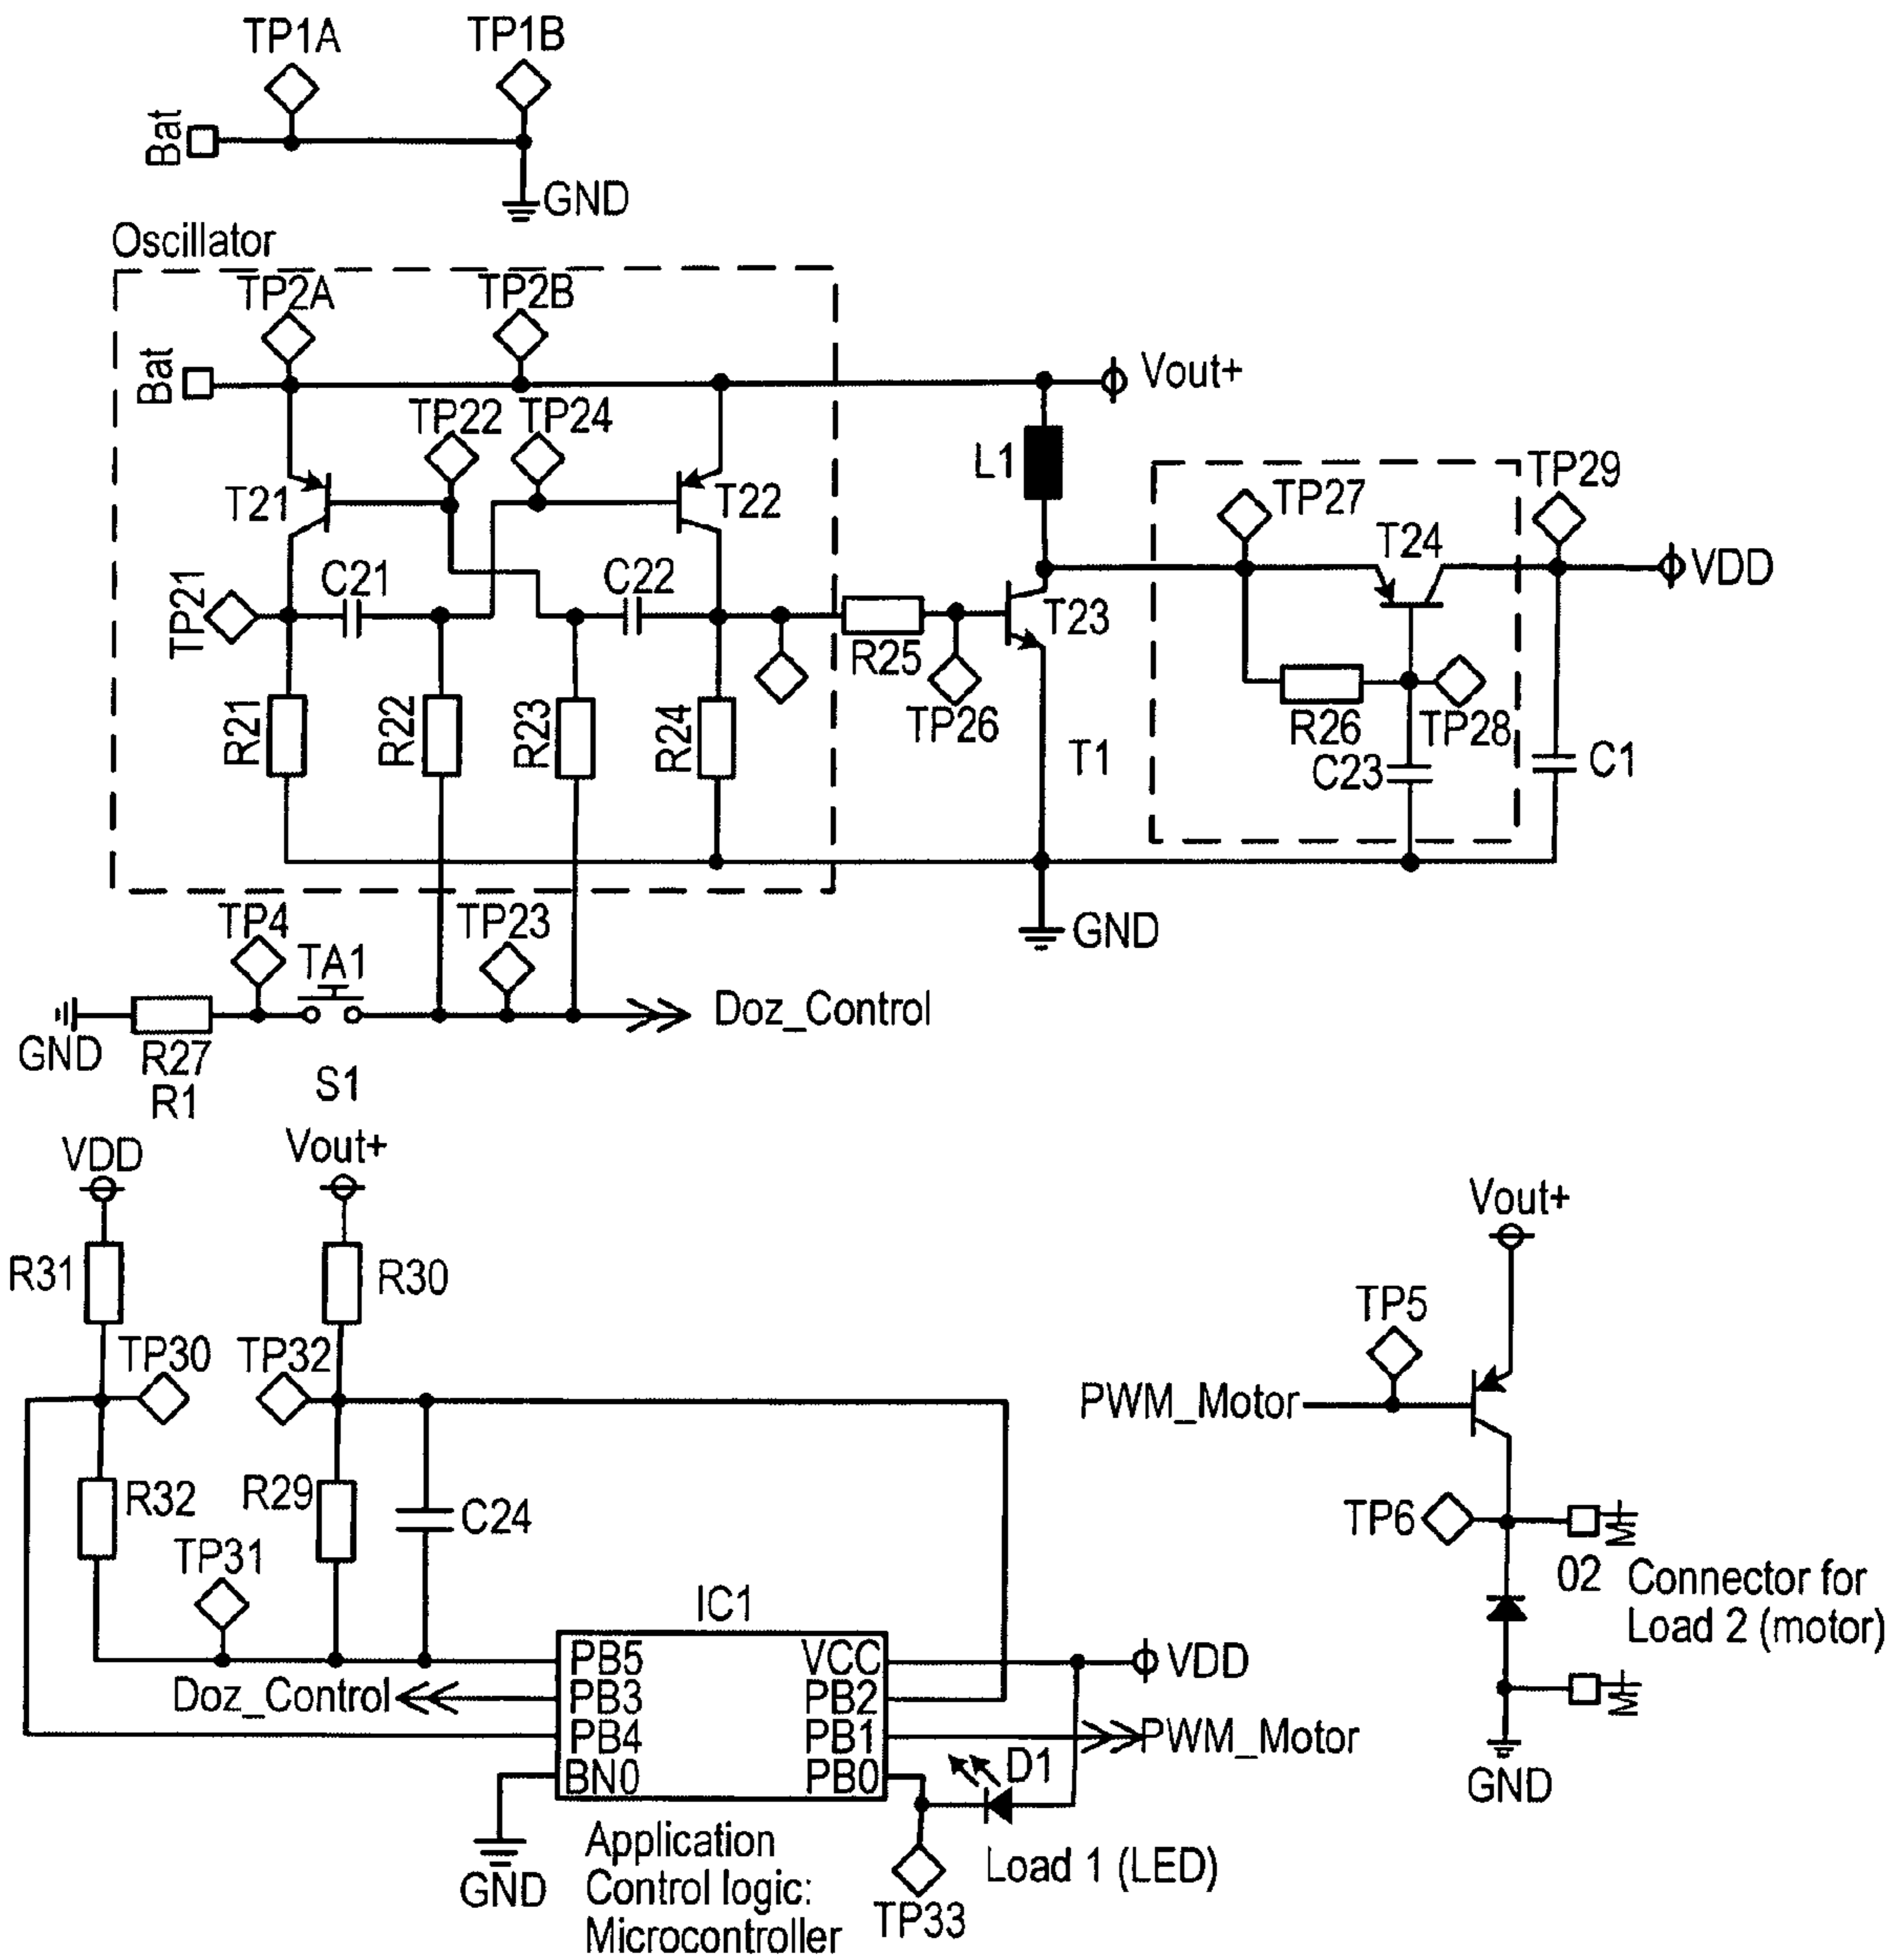 TP1A
TP1B
Bat
GND
Oscillator
TP2A
TP2B
Bat
Vout+
TP22
TP24
L1
TP29
T21
T22
TP27
T24
VDD
TP21
C21
C22
T23
R25
R21
R22
R23
R24
TP26
R26
TP28
T1
C23
C1
GND
TP4
TA1
TP23
Doz_Control
GND
R27
R1
S1
VDD
Vout+
Vout+
R31
R30
TP5
TP30
TP32
PWM_Motor
R32
R29
C24
TP6
M+
TP31
02
Connector for
Load 2 (motor)
IC1
PB5
VCC
VDD
Doz_Control
PB3
PB2
M+
PB4
PB1
PWM_Motor
BN0
PB0
D1
GND
GND
Application
Control logic:
Microcontroller
Load 1 (LED)
TP33